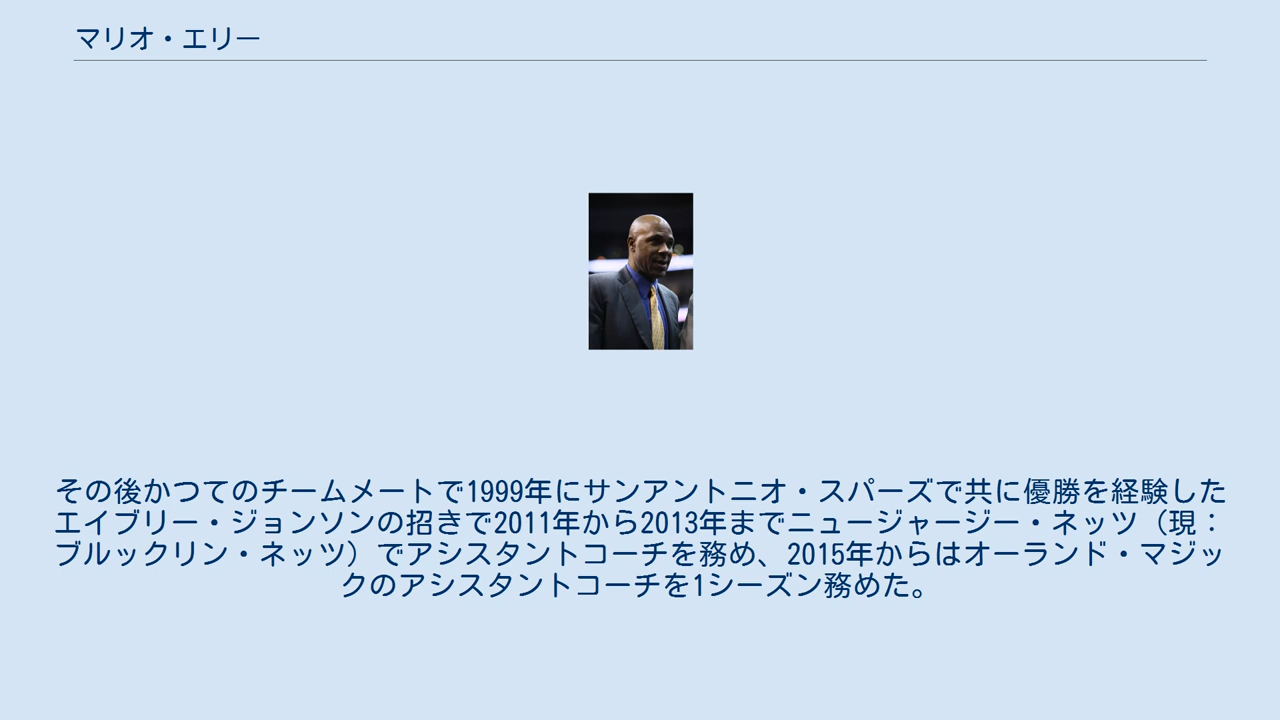 マリオ・エリー
その後かつてのチームメートで1999年にサンアントニオ・スパーズで共に優勝を経験した
エイブリー・ジョンソンの招きで2011年から2013年までニュージャージー・ネッツ（現：
ブルックリン・ネッツ）でアシスタントコーチを務め、2015年からはオーランド・マジッ
クのアシスタントコーチを1シーズン務めた。